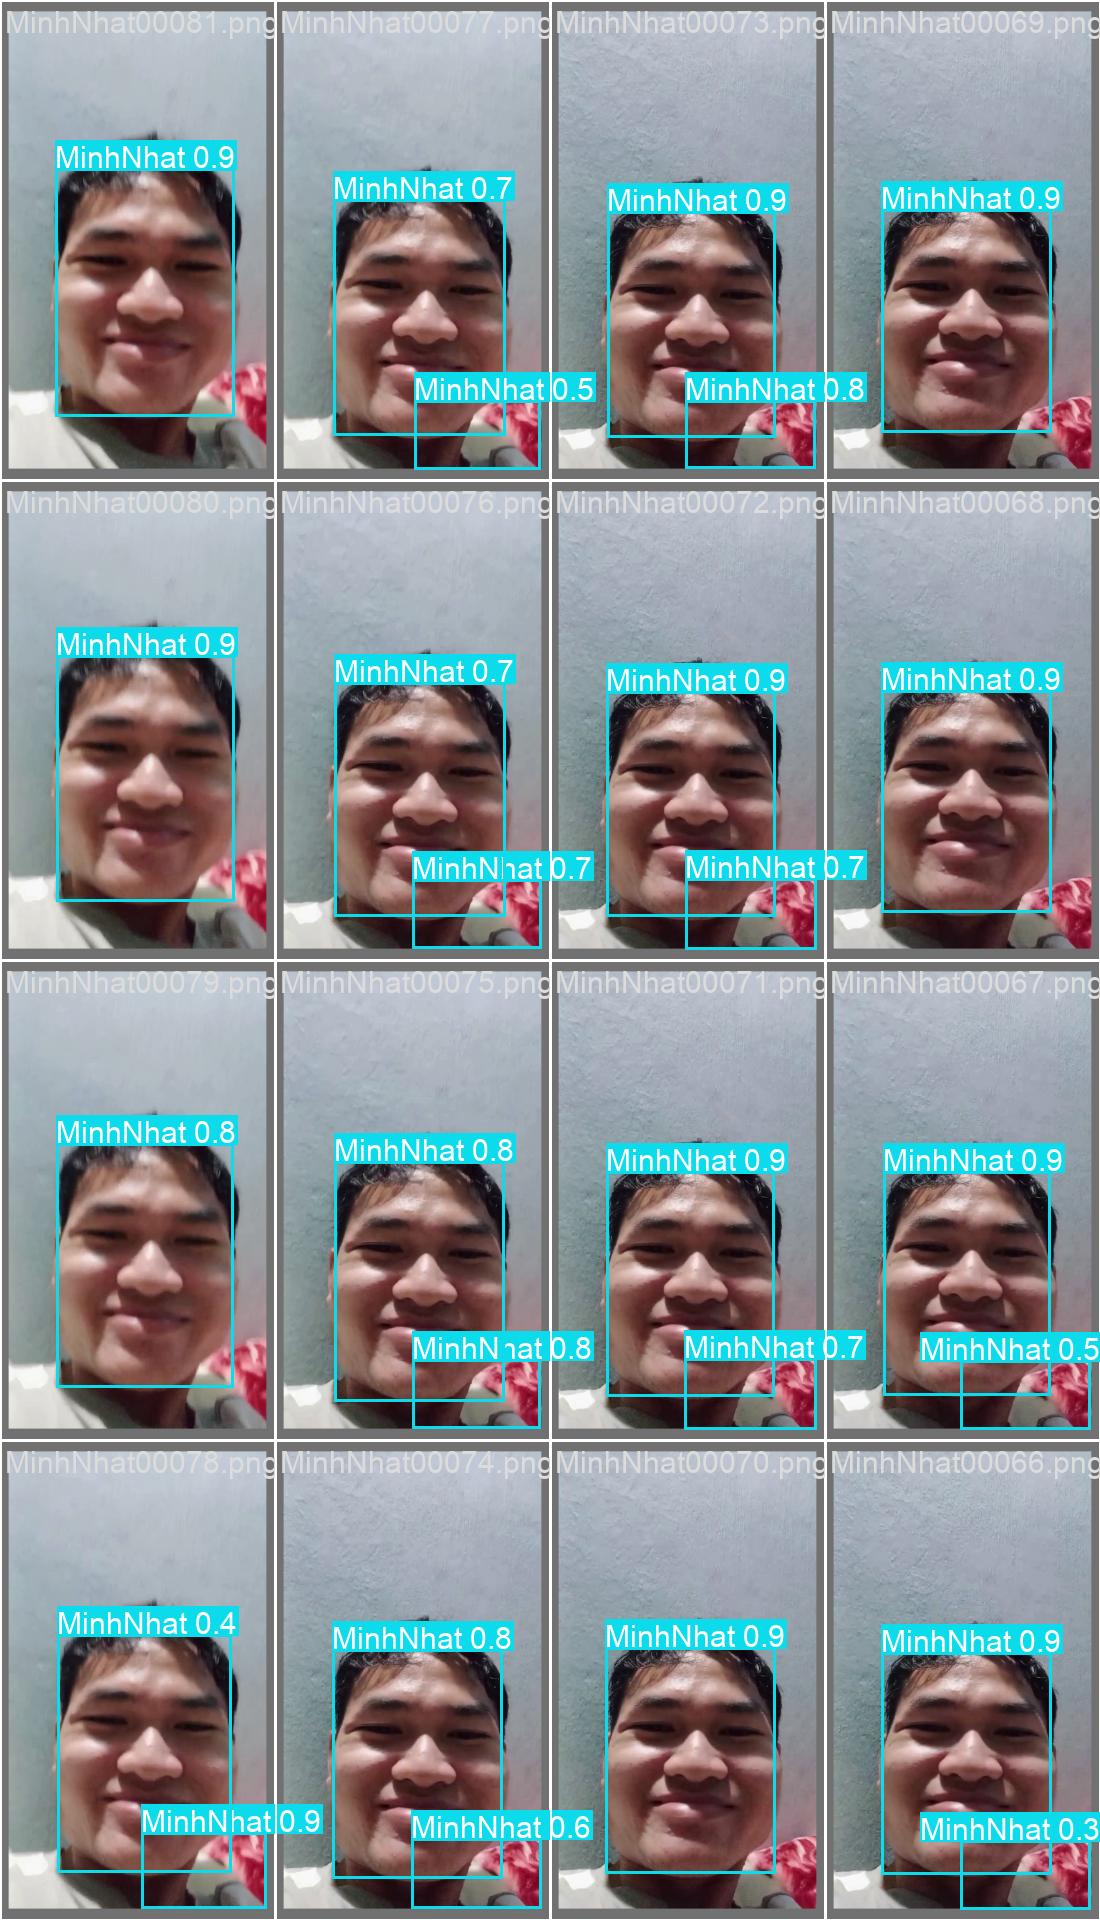 MinhNhat00081.png
MinhNhat00077.png
MinhNhat00073.png
MinhNhat00069.png
MinhNhat 0.9
MinhNhat 0.7
MinhNhat 0.9
MinhNhat 0.9
MinhNhat 0.5
MinhNhat 0.8
MinhNhat00080.png
MinhNhat00076.png
MinhNhat00072.png
MinhNhat00068.png
MinhNhat 0.9
MinhNhat 0.7
MinhNhat 0.9
MinhNhat 0.9
MinhNhat 0.7
MinhNhat 0.7
MinhNhat00079.png
MinhNhat00075.png
MinhNhat00071.png
MinhNhat00067.png
MinhNhat 0.8
MinhNhat 0.8
MinhNhat 0.9
MinhNhat 0.9
MinhNhat 0.8
MinhNhat 0.7
MinhNhat 0.5
MinhNhat00078.png
MinhNhat00074.png
MinhNhat00070.png
MinhNhat00066.png
MinhNhat 0.4
MinhNhat 0.8
MinhNhat 0.9
MinhNhat 0.9
MinhNhat 0.9
MinhNhat 0.6
MinhNhat 0.3